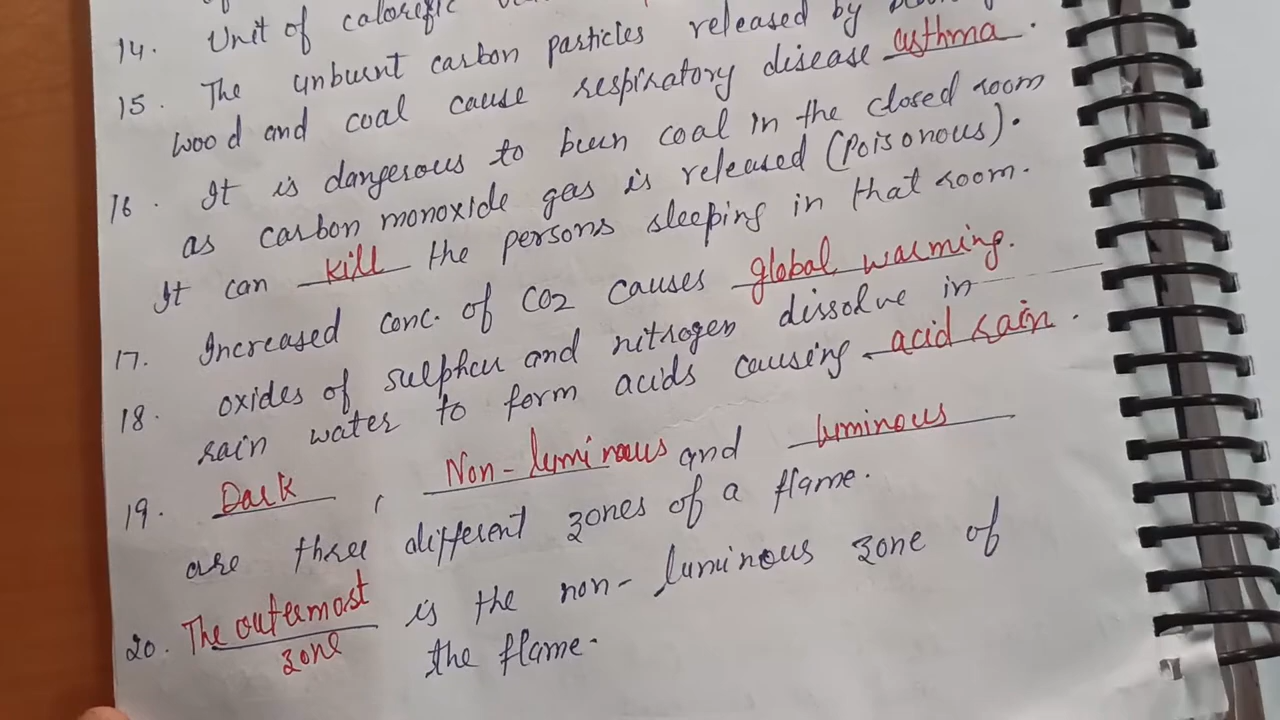 14. Unit of calorific
15. The unburnt carbon particles released by
wood and coal cause respiratory disease asthma.
16. It is dangerous to burn coal in the closed room
as carbon monoxide gas is released (Poisonous).
It can kill the persons sleeping in that room.
17. Increased conc. of CO2 causes global warming.
18. oxides of sulphur and nitrogen dissolve in
rain water to form acids causing acid rain.
19. Dark, Non-luminous and luminous
are three different zones of a flame.
20. The outermost zone is the non-luminous zone of
the flame.